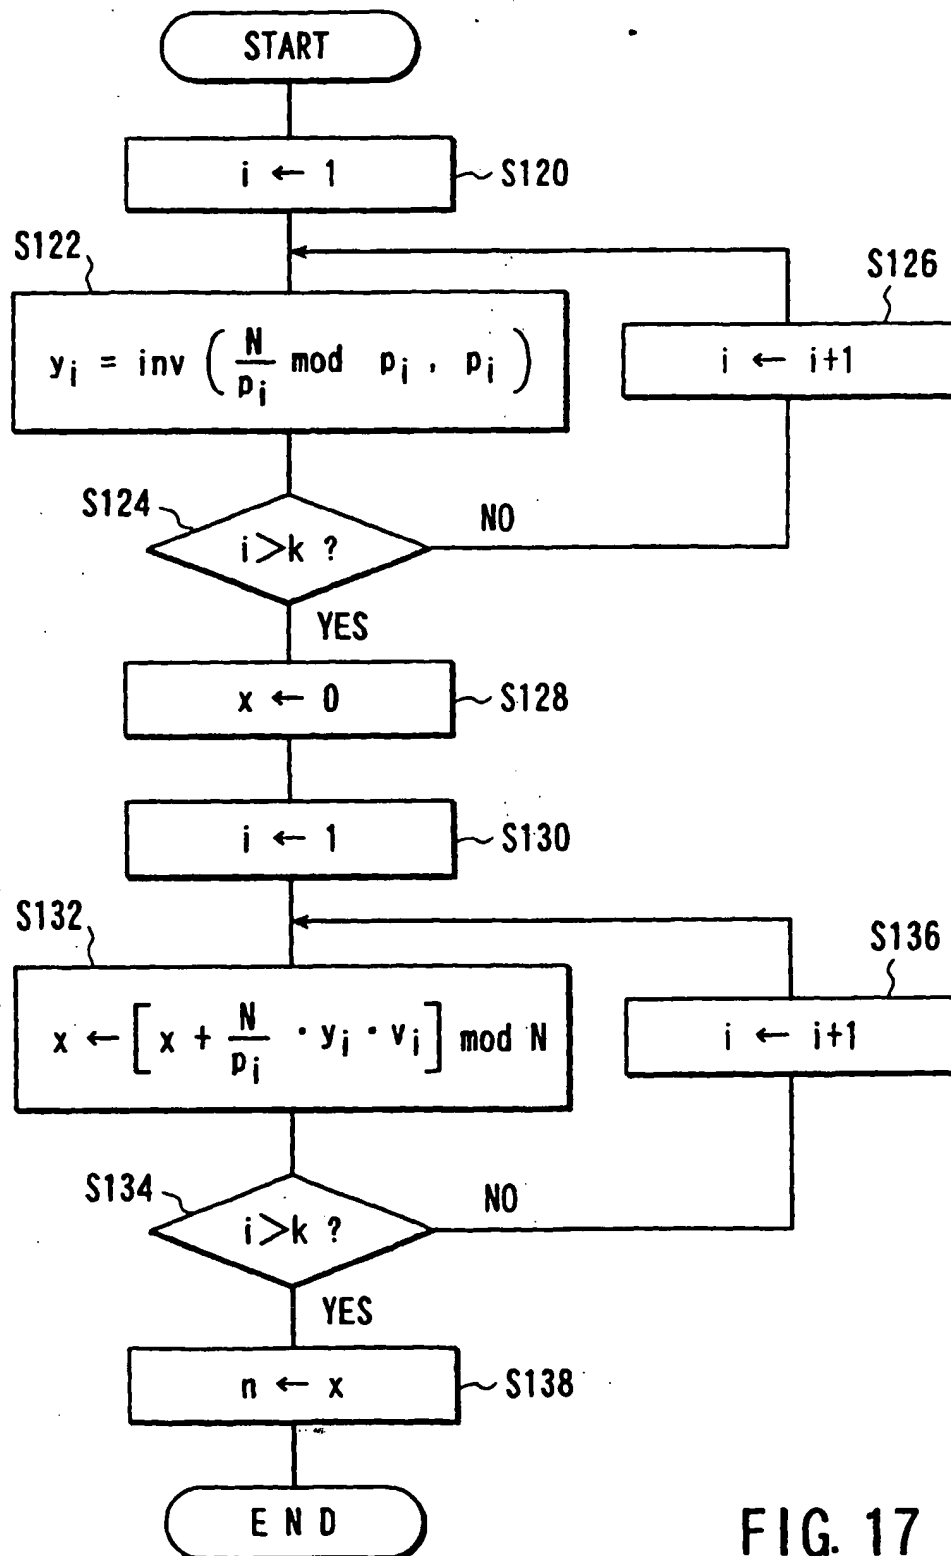 START
i ← 1
S120
S122
y_i = inv ( N/p_i mod p_i , p_i )
S126
i ← i+1
S124
i>k ?
NO
YES
x ← 0
S128
i ← 1
S130
S132
x ← [ x + N/p_i · y_i · v_i ] mod N
S136
i ← i+1
S134
i>k ?
NO
YES
n ← x
S138
E N D
FIG. 17